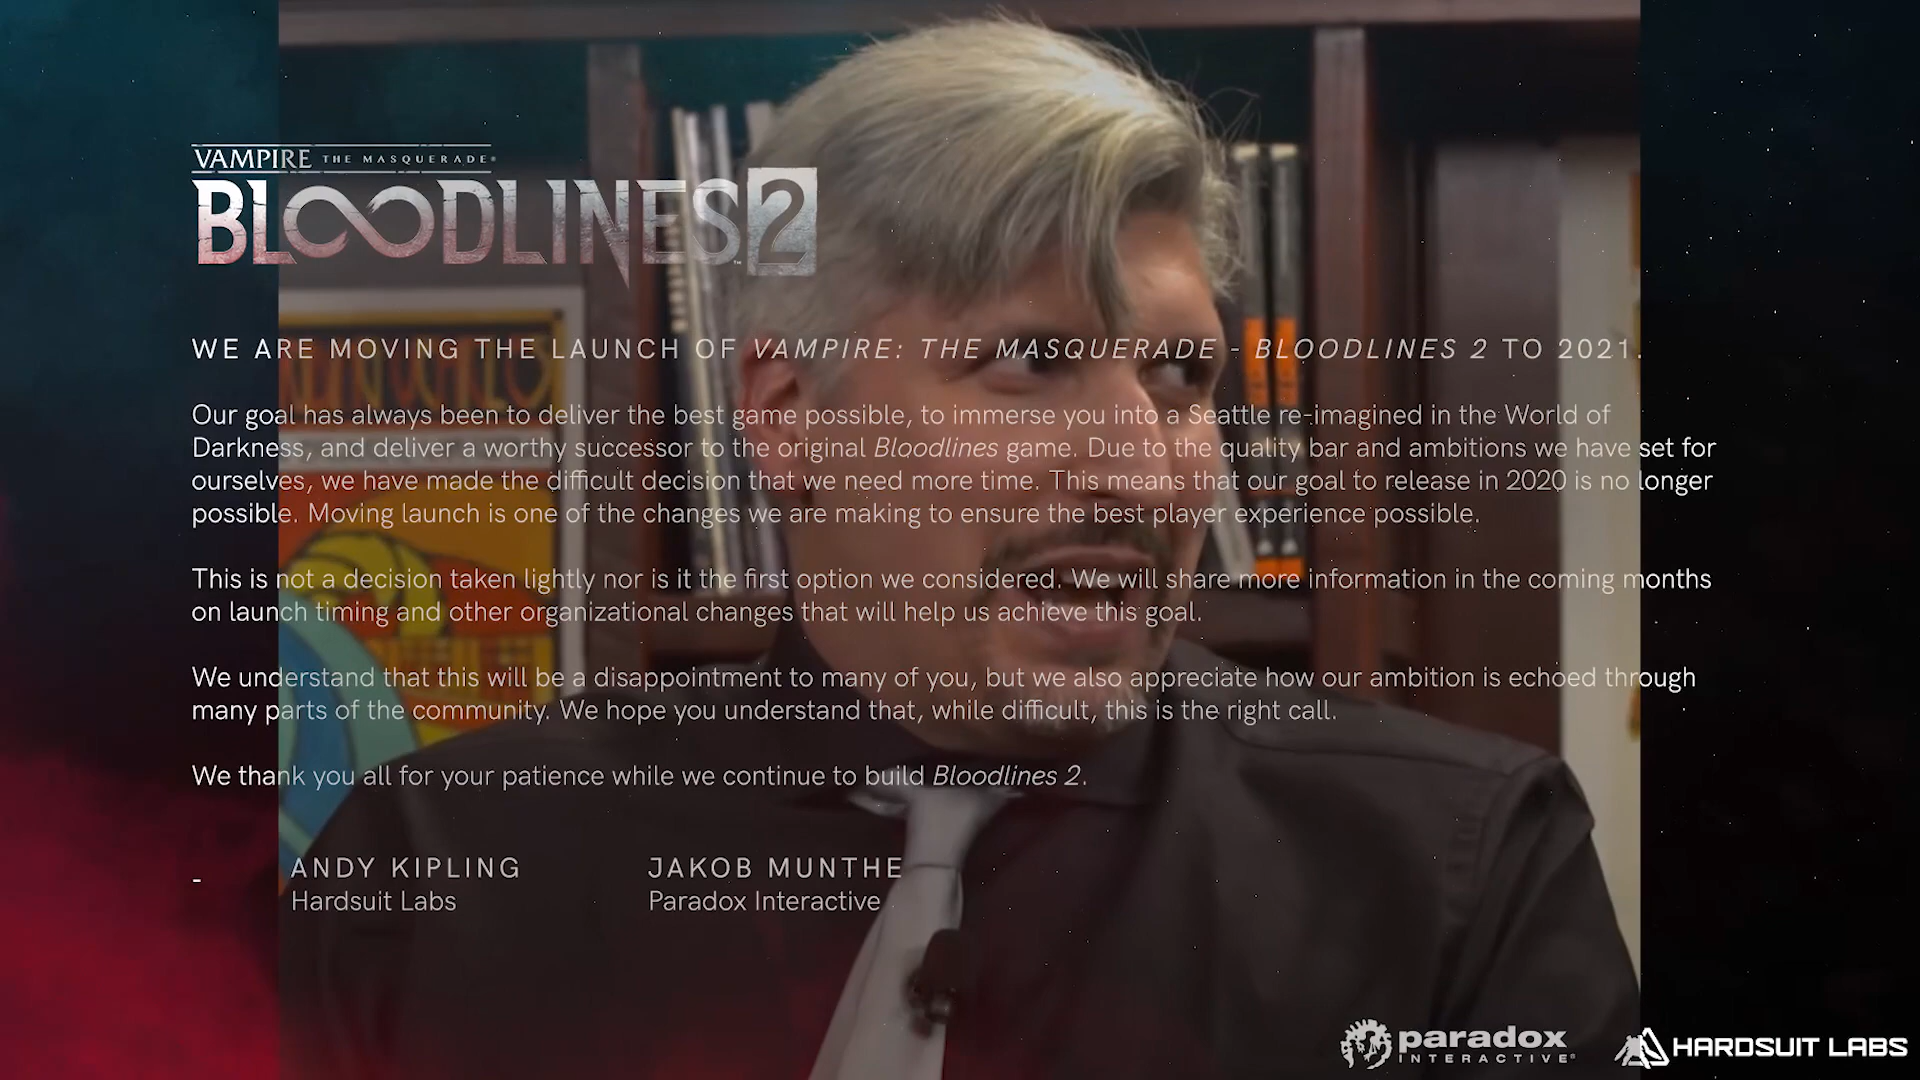 VAMPIRE THE MASQUERADE®
BLOODLINES 2™
WE ARE MOVING THE LAUNCH OF VAMPIRE: THE MASQUERADE - BLOODLINES 2 TO 2021.
Our goal has always been to deliver the best game possible, to immerse you into a Seattle re-imagined in the World of
Darkness, and deliver a worthy successor to the original Bloodlines game. Due to the quality bar and ambitions we have set for
ourselves, we have made the difficult decision that we need more time. This means that our goal to release in 2020 is no longer
possible. Moving launch is one of the changes we are making to ensure the best player experience possible.
This is not a decision taken lightly nor is it the first option we considered. We will share more information in the coming months
on launch timing and other organizational changes that will help us achieve this goal.
We understand that this will be a disappointment to many of you, but we also appreciate how our ambition is echoed through
many parts of the community. We hope you understand that, while difficult, this is the right call.
We thank you all for your patience while we continue to build Bloodlines 2.
- ANDY KIPLING JAKOB MUNTHE
Hardsuit Labs Paradox Interactive
paradox
INTERACTIVE®
HARDSUIT LABS